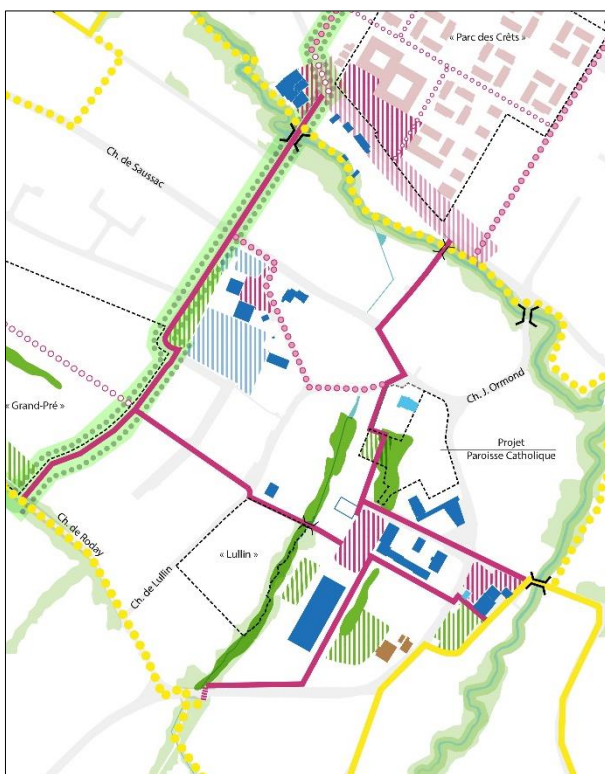 « Parc des Crêts »
Ch. de Saussac
Ch. J. Ormond
« Grand-Pré »
Projet
Paroisse Catholique
Ch. de Roday
Ch. de Lullin
« Lullin »